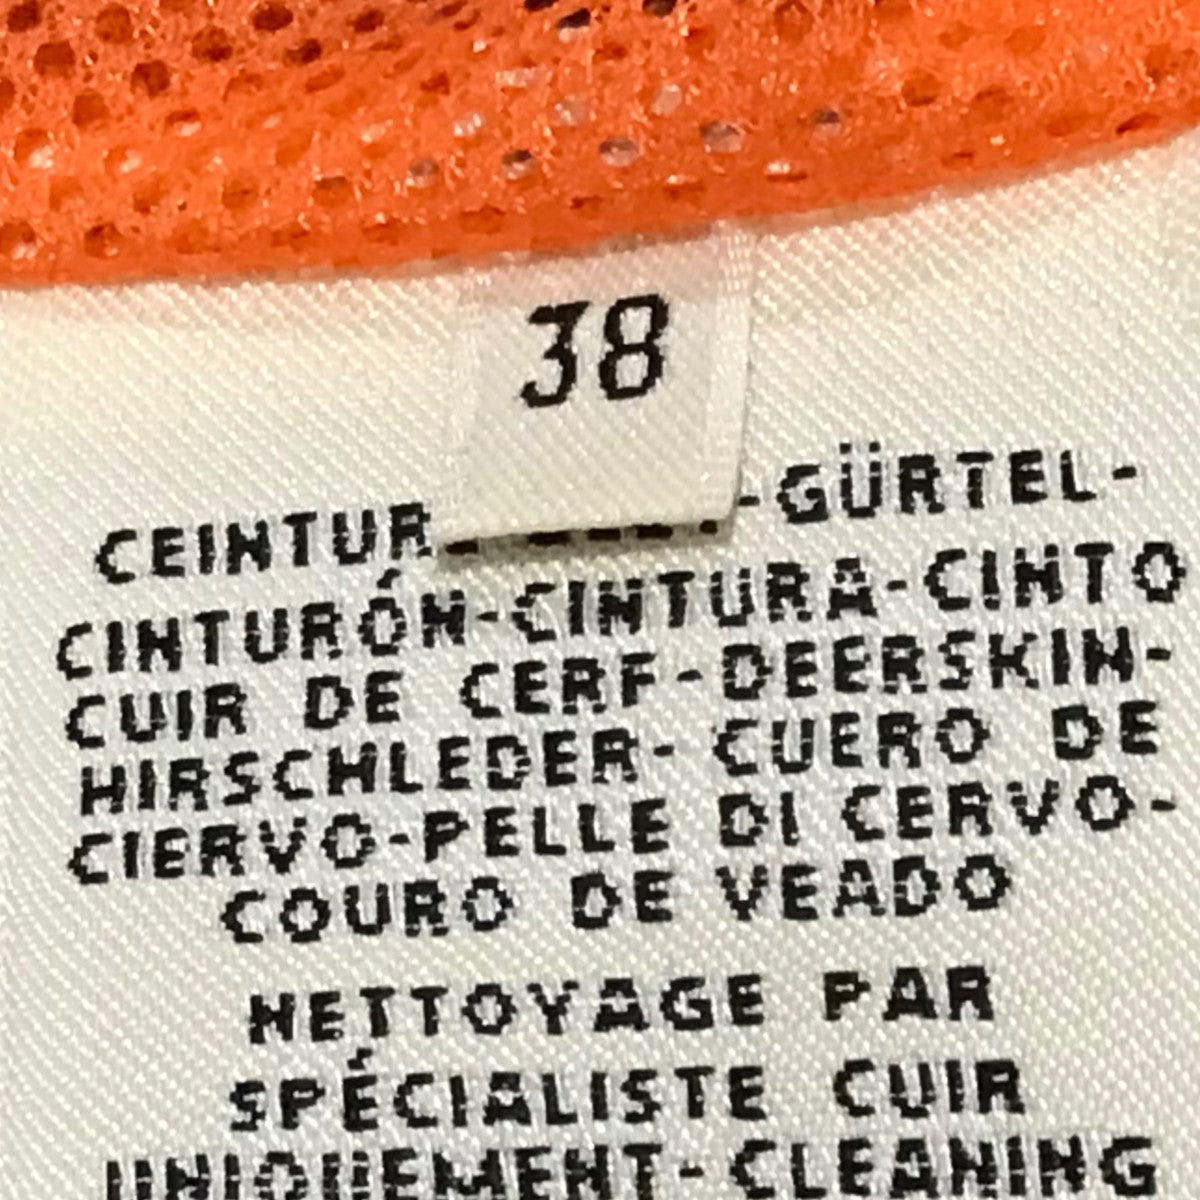 38
-GÜRTEL-
CINTURÓN-CINTURA-CINTO
CUIR DE CERF-DEERSKIN-
HIRSCHLEDER-CUERO DE
CIERVO-PELLE DI CERVO-
COURO DE VEADO
NETTOYAGE PAR
SPÉCIALISTE CUIR
UNIQUEMENT-CLEANING